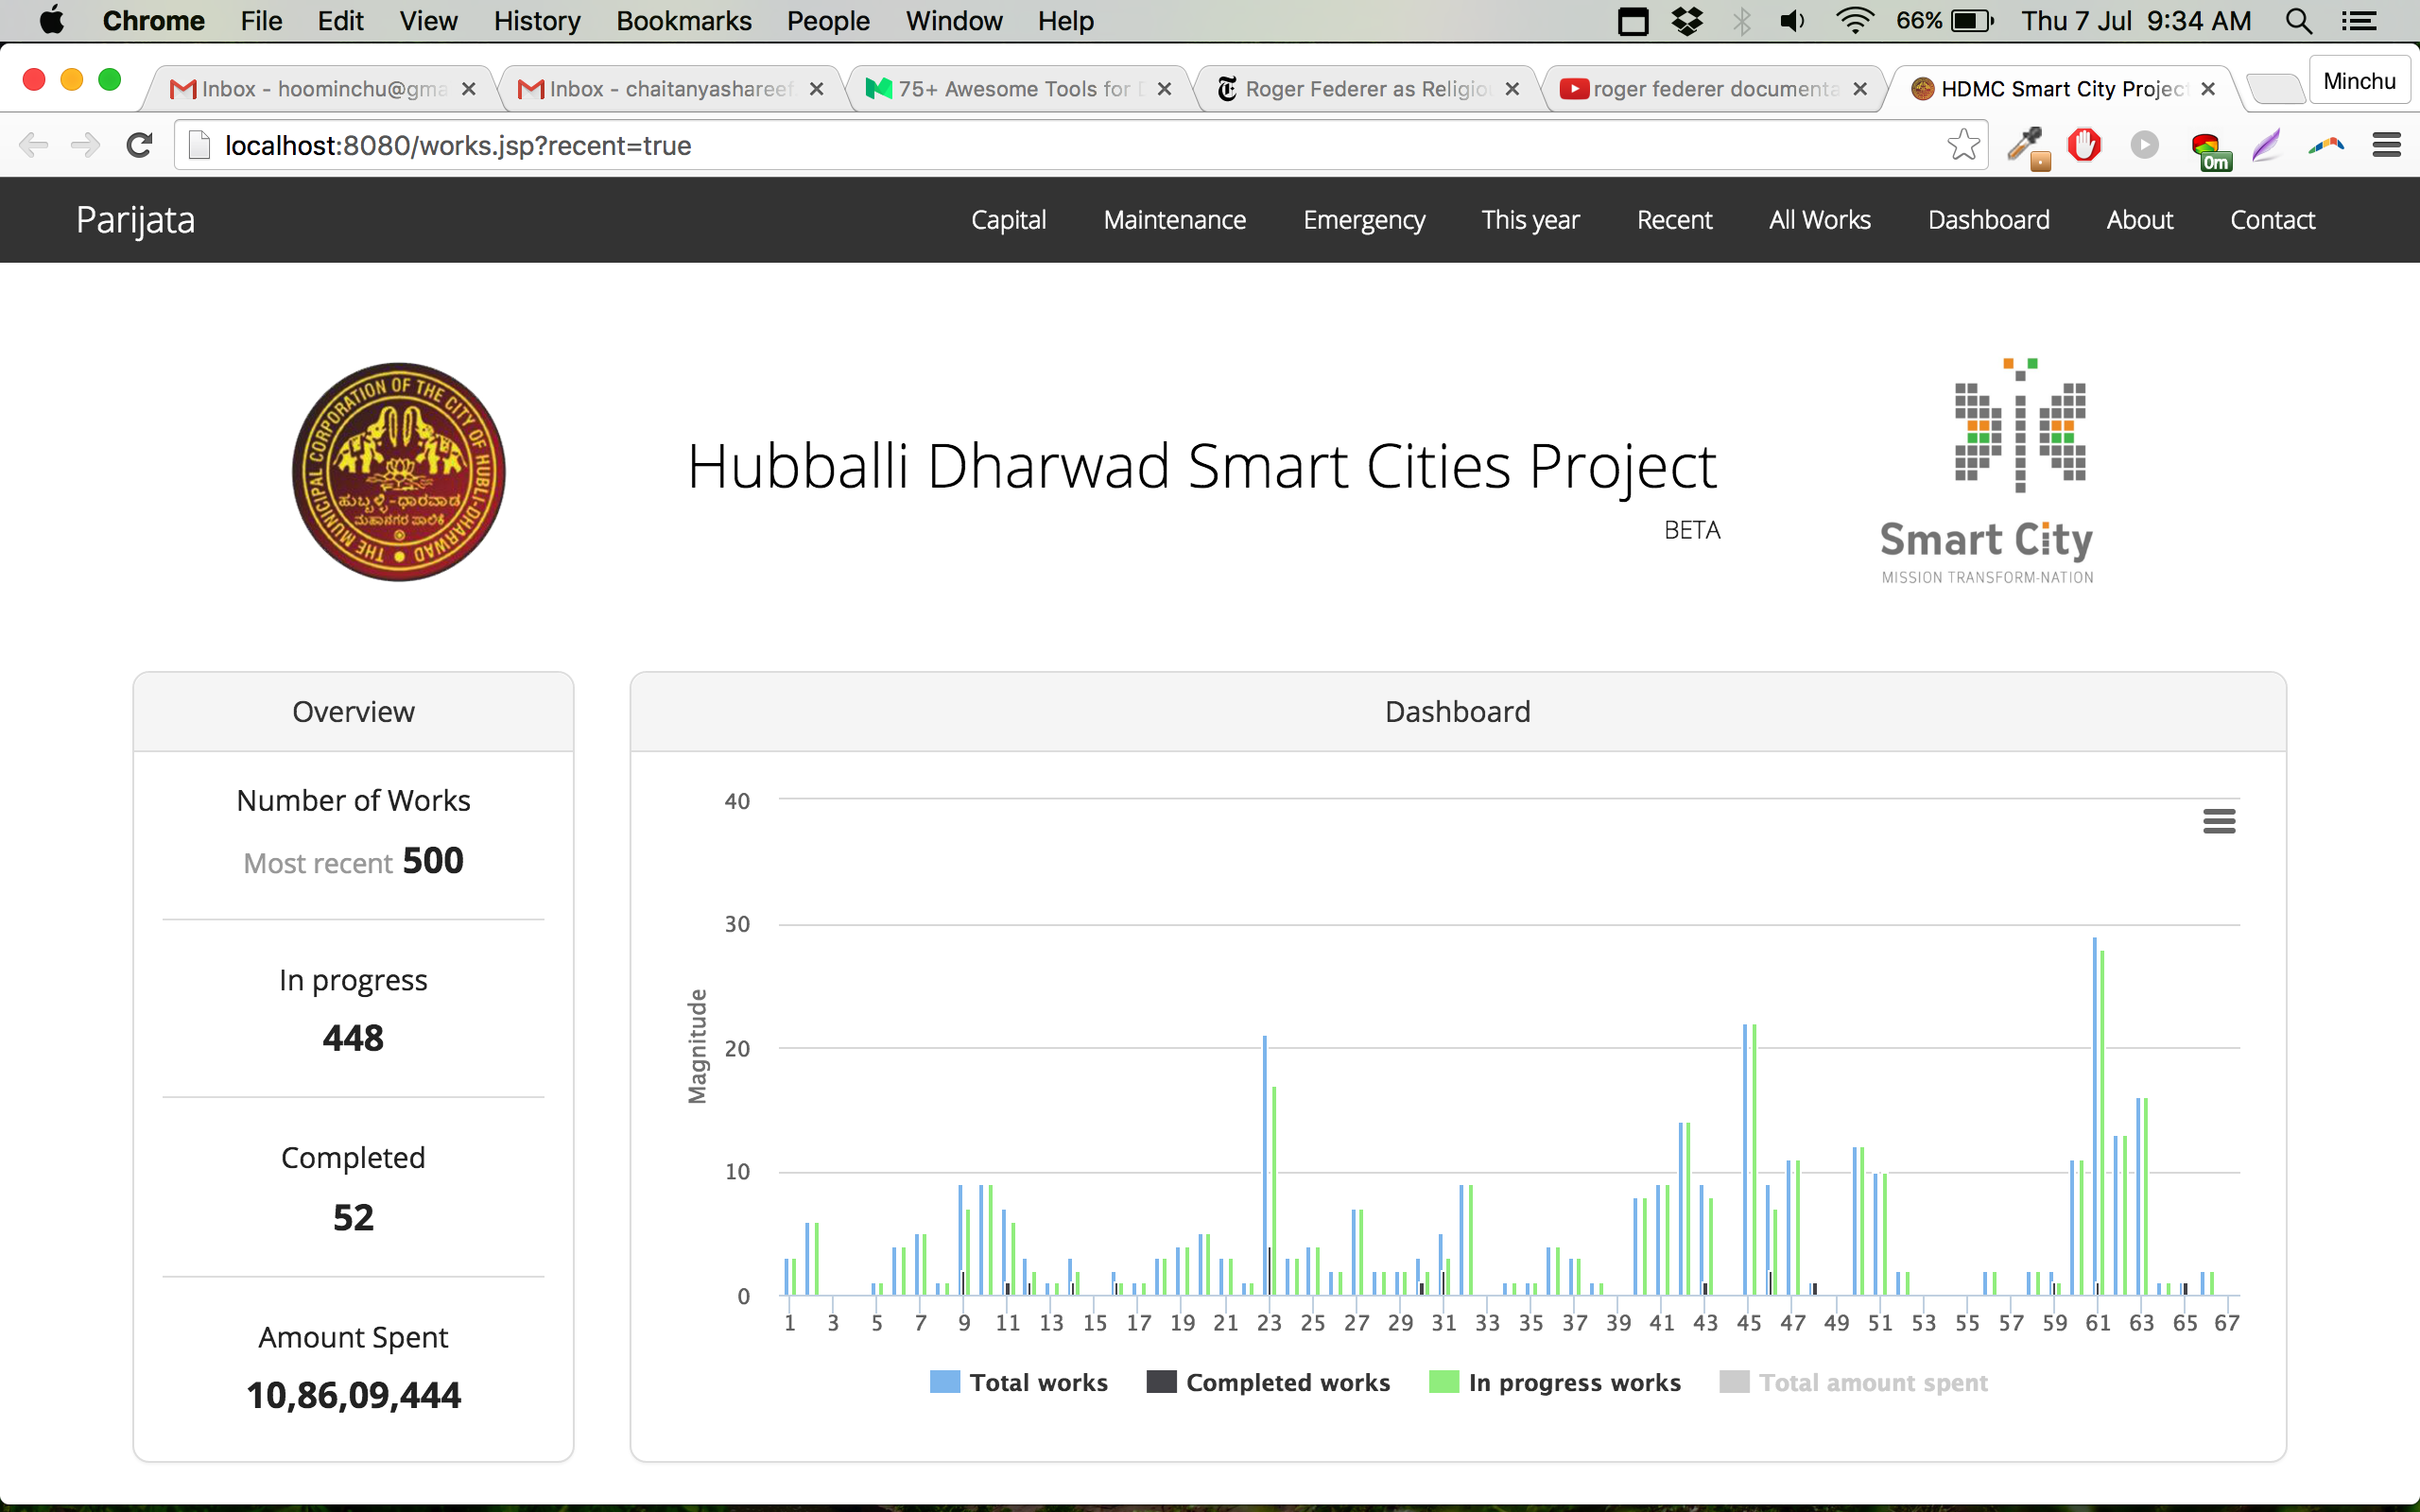 Chrome File Edit View History Bookmarks People Window Help 66% Thu 7 Jul 9:34 AM
Inbox - hoominchu@gma Inbox - chaitanyashareef 75+ Awesome Tools for Roger Federer as Religio roger federer documenta HDMC Smart City Projec Minchu
localhost:8080/works.jsp?recent=true 0m
Parijata Capital Maintenance Emergency This year Recent All Works Dashboard About Contact
THE MUNICIPAL CORPORATION OF THE CITY OF HUBLI-DHARWAD
ಹುಬ್ಬಳ್ಳಿ-ಧಾರವಾಡ
ಮಹಾನಗರ ಪಾಲಿಕೆ
Hubballi Dharwad Smart Cities Project
BETA
Smart City
MISSION TRANSFORM-NATION
Overview
Number of Works
Most recent 500
In progress
448
Completed
52
Amount Spent
10,86,09,444
Dashboard
40
30
20
10
0
Magnitude
1 3 5 7 9 11 13 15 17 19 21 23 25 27 29 31 33 35 37 39 41 43 45 47 49 51 53 55 57 59 61 63 65 67
Total works Completed works In progress works Total amount spent